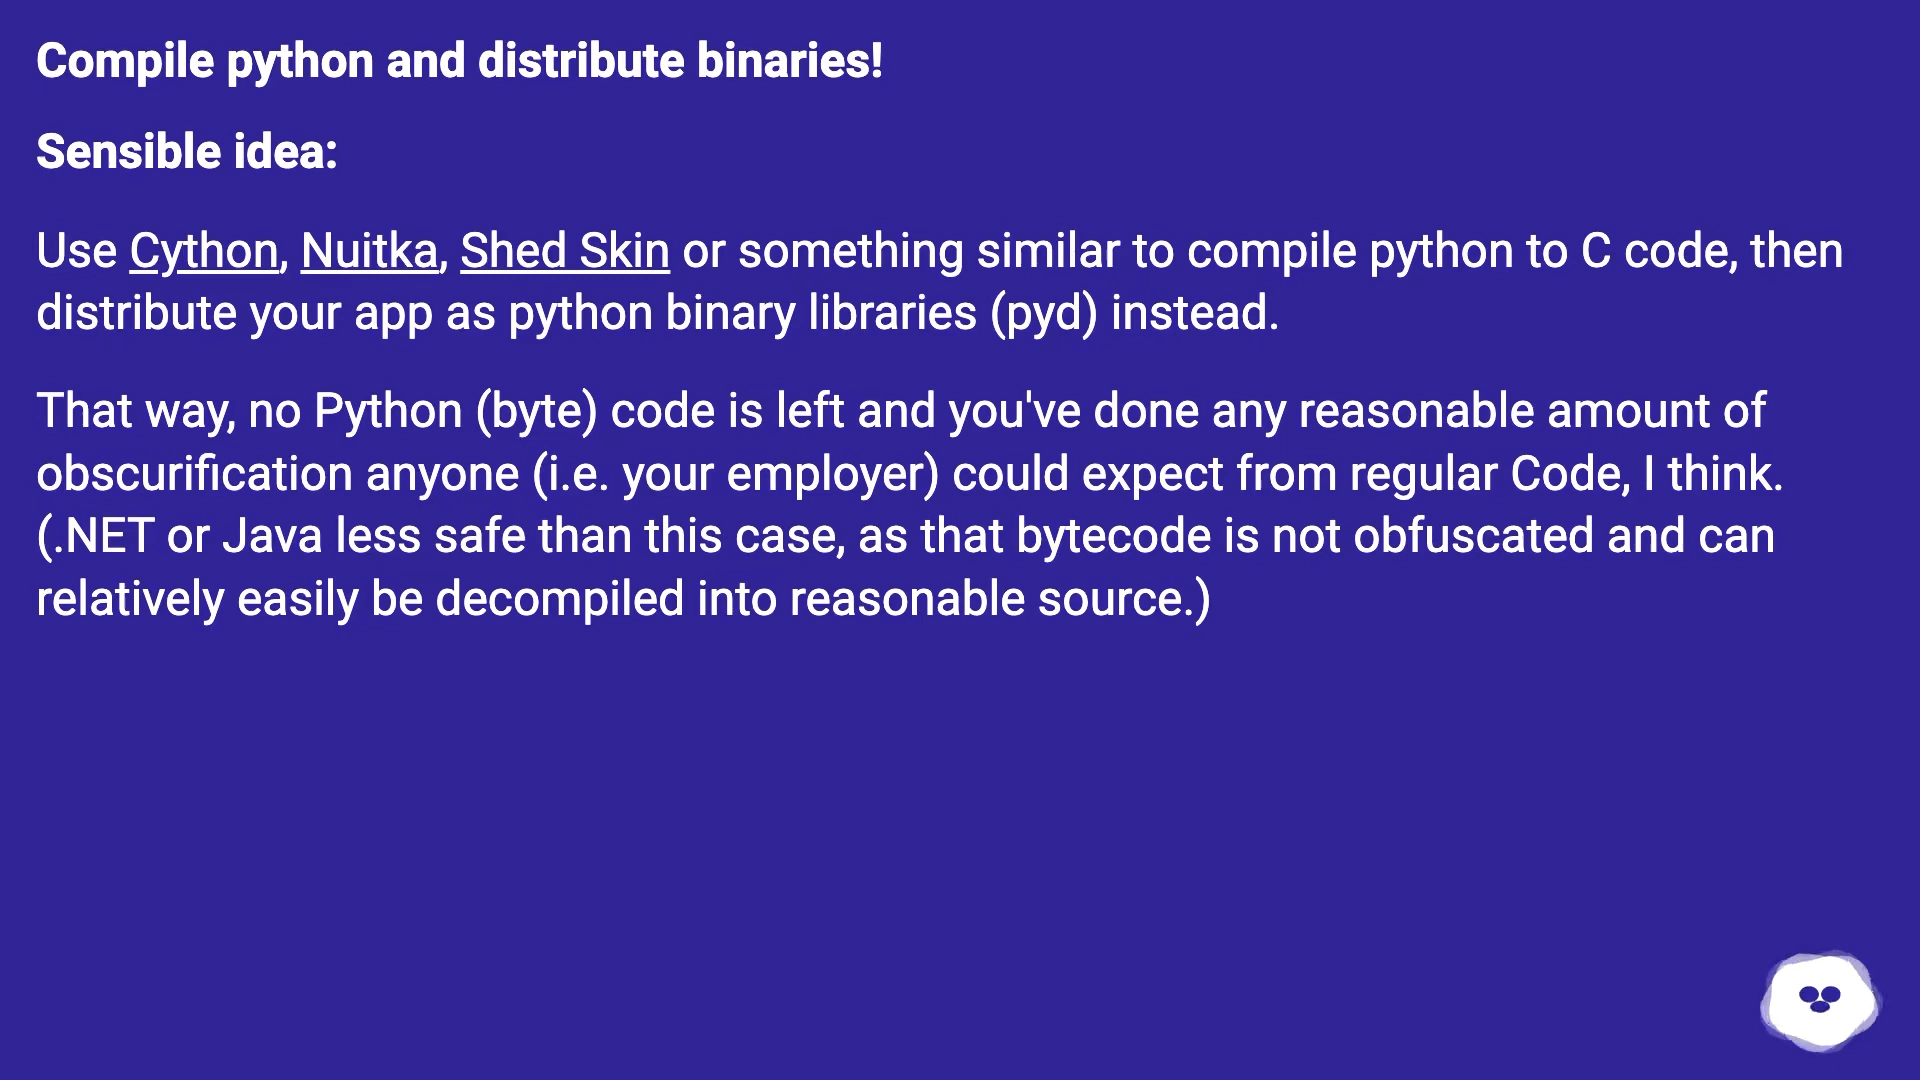 Compile python and distribute binaries!
Sensible idea:
Use Cython, Nuitka, Shed Skin or something similar to compile python to C code, then
distribute your app as python binary libraries (pyd) instead.
That way, no Python (byte) code is left and you've done any reasonable amount of
obscurification anyone (i.e. your employer) could expect from regular Code, I think.
(.NET or Java less safe than this case, as that bytecode is not obfuscated and can
relatively easily be decompiled into reasonable source.)